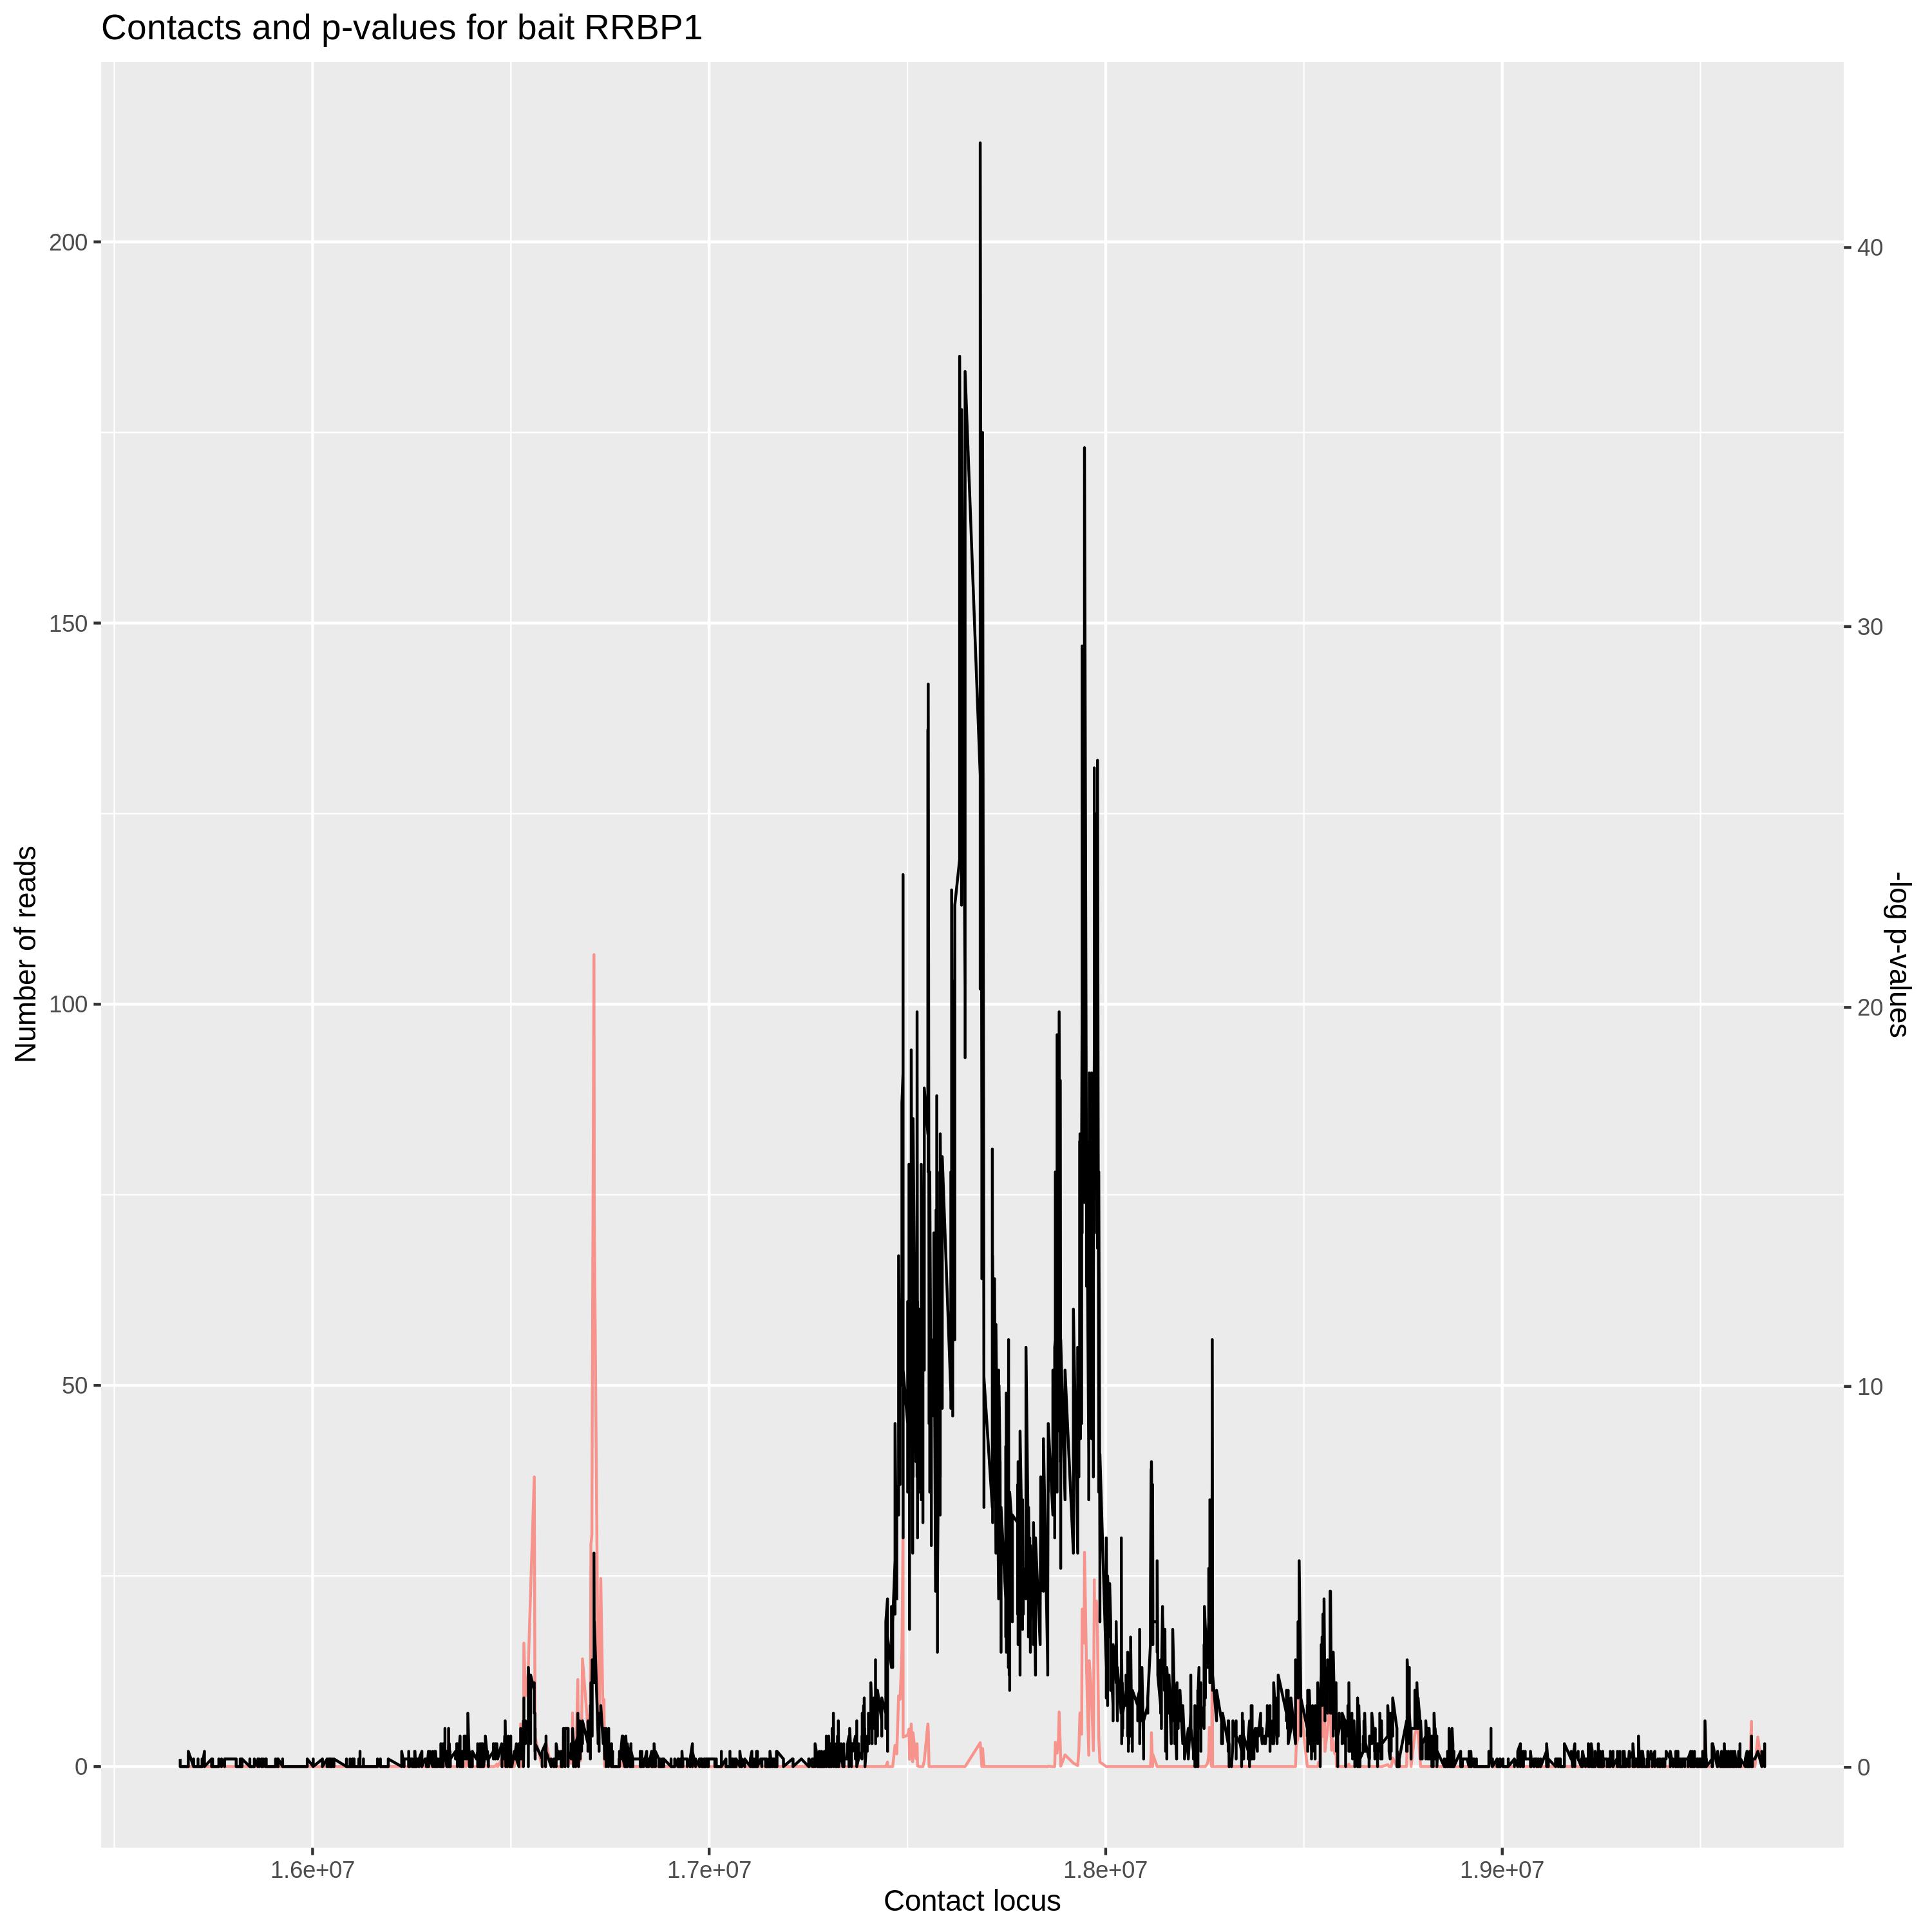 Contacts and p-values for bait RRBP1
200
150
100
50
0
Number of reads
40
30
20
10
0
-log p-values
1.6e+07
1.7e+07
1.8e+07
1.9e+07
Contact locus